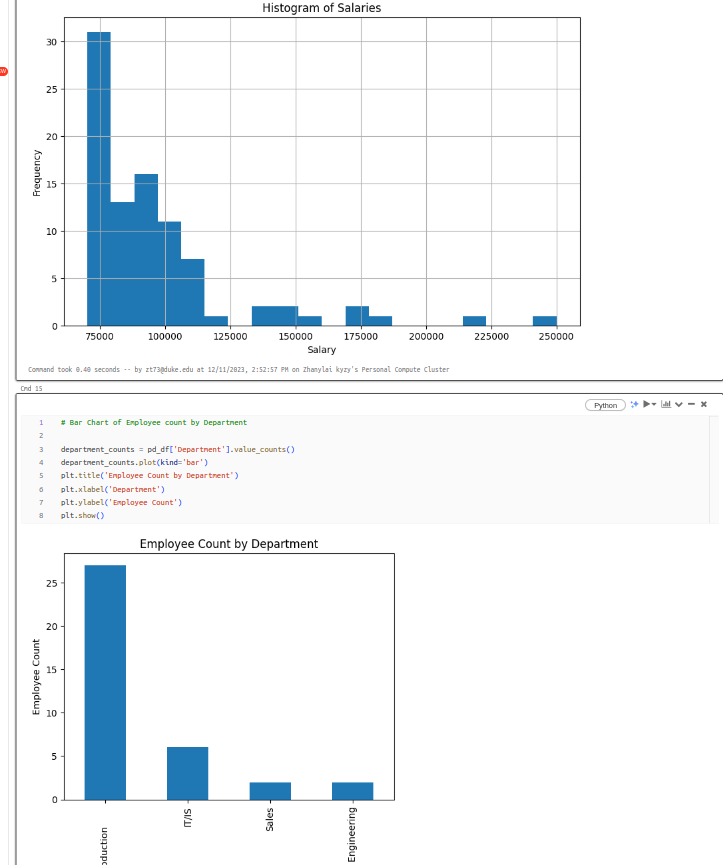 Histogram of Salaries
30
25
20
15
10
5
0
Frequency
75000 100000 125000 150000 175000 200000 225000 250000
Salary
Command took 0.40 seconds -- by zt73@duke.edu at 12/11/2023, 2:52:57 PM on Zhanylai kyzy's Personal Compute Cluster
Cmd 15
Python
1 # Bar Chart of Employee count by Department
2
3 department_counts = pd_df['Department'].value_counts()
4 department_counts.plot(kind='bar')
5 plt.title('Employee Count by Department')
6 plt.xlabel('Department')
7 plt.ylabel('Employee Count')
8 plt.show()
Employee Count by Department
25
20
15
10
5
0
Employee Count
oduction
IT/IS
Sales
Engineering